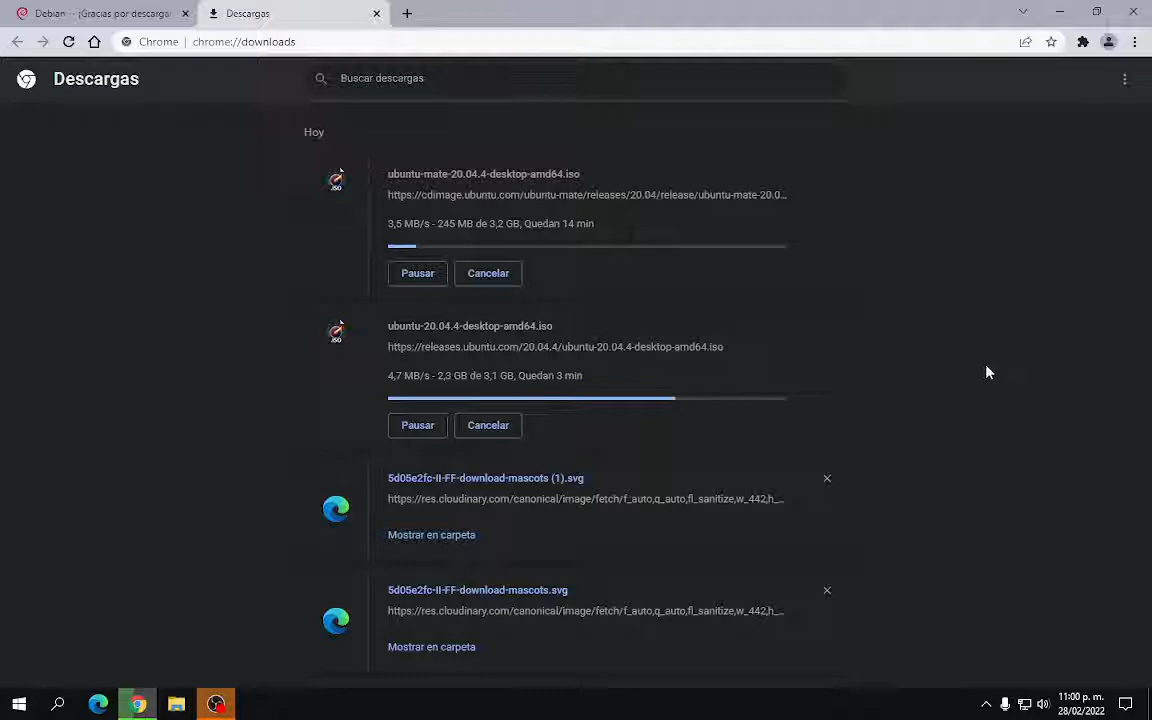 Debian -- ¡Gracias por descarga
Descargas
Chrome
chrome://downloads
Descargas
Buscar descargas
Hoy
ubuntu-mate-20.04.4-desktop-amd64.iso
https://cdimage.ubuntu.com/ubuntu-mate/releases/20.04/release/ubuntu-mate-20.0...
3,5 MB/s - 245 MB de 3,2 GB, Quedan 14 min
Pausar
Cancelar
ubuntu-20.04.4-desktop-amd64.iso
https://releases.ubuntu.com/20.04.4/ubuntu-20.04.4-desktop-amd64.iso
4,7 MB/s - 2,3 GB de 3,1 GB, Quedan 3 min
Pausar
Cancelar
5d05e2fc-II-FF-download-mascots (1).svg
https://res.cloudinary.com/canonical/image/fetch/f_auto,q_auto,fl_sanitize,w_442,h_...
Mostrar en carpeta
5d05e2fc-II-FF-download-mascots.svg
https://res.cloudinary.com/canonical/image/fetch/f_auto,q_auto,fl_sanitize,w_442,h_...
Mostrar en carpeta
.ISO
.ISO
11:00 p. m.
28/02/2022